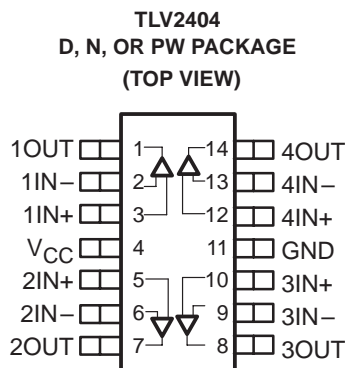 TLV2404
D, N, OR PW PACKAGE
(TOP VIEW)
1OUT 1 14 4OUT
1IN− 2 13 4IN−
1IN+ 3 12 4IN+
VCC 4 11 GND
2IN+ 5 10 3IN+
2IN− 6 9 3IN−
2OUT 7 8 3OUT